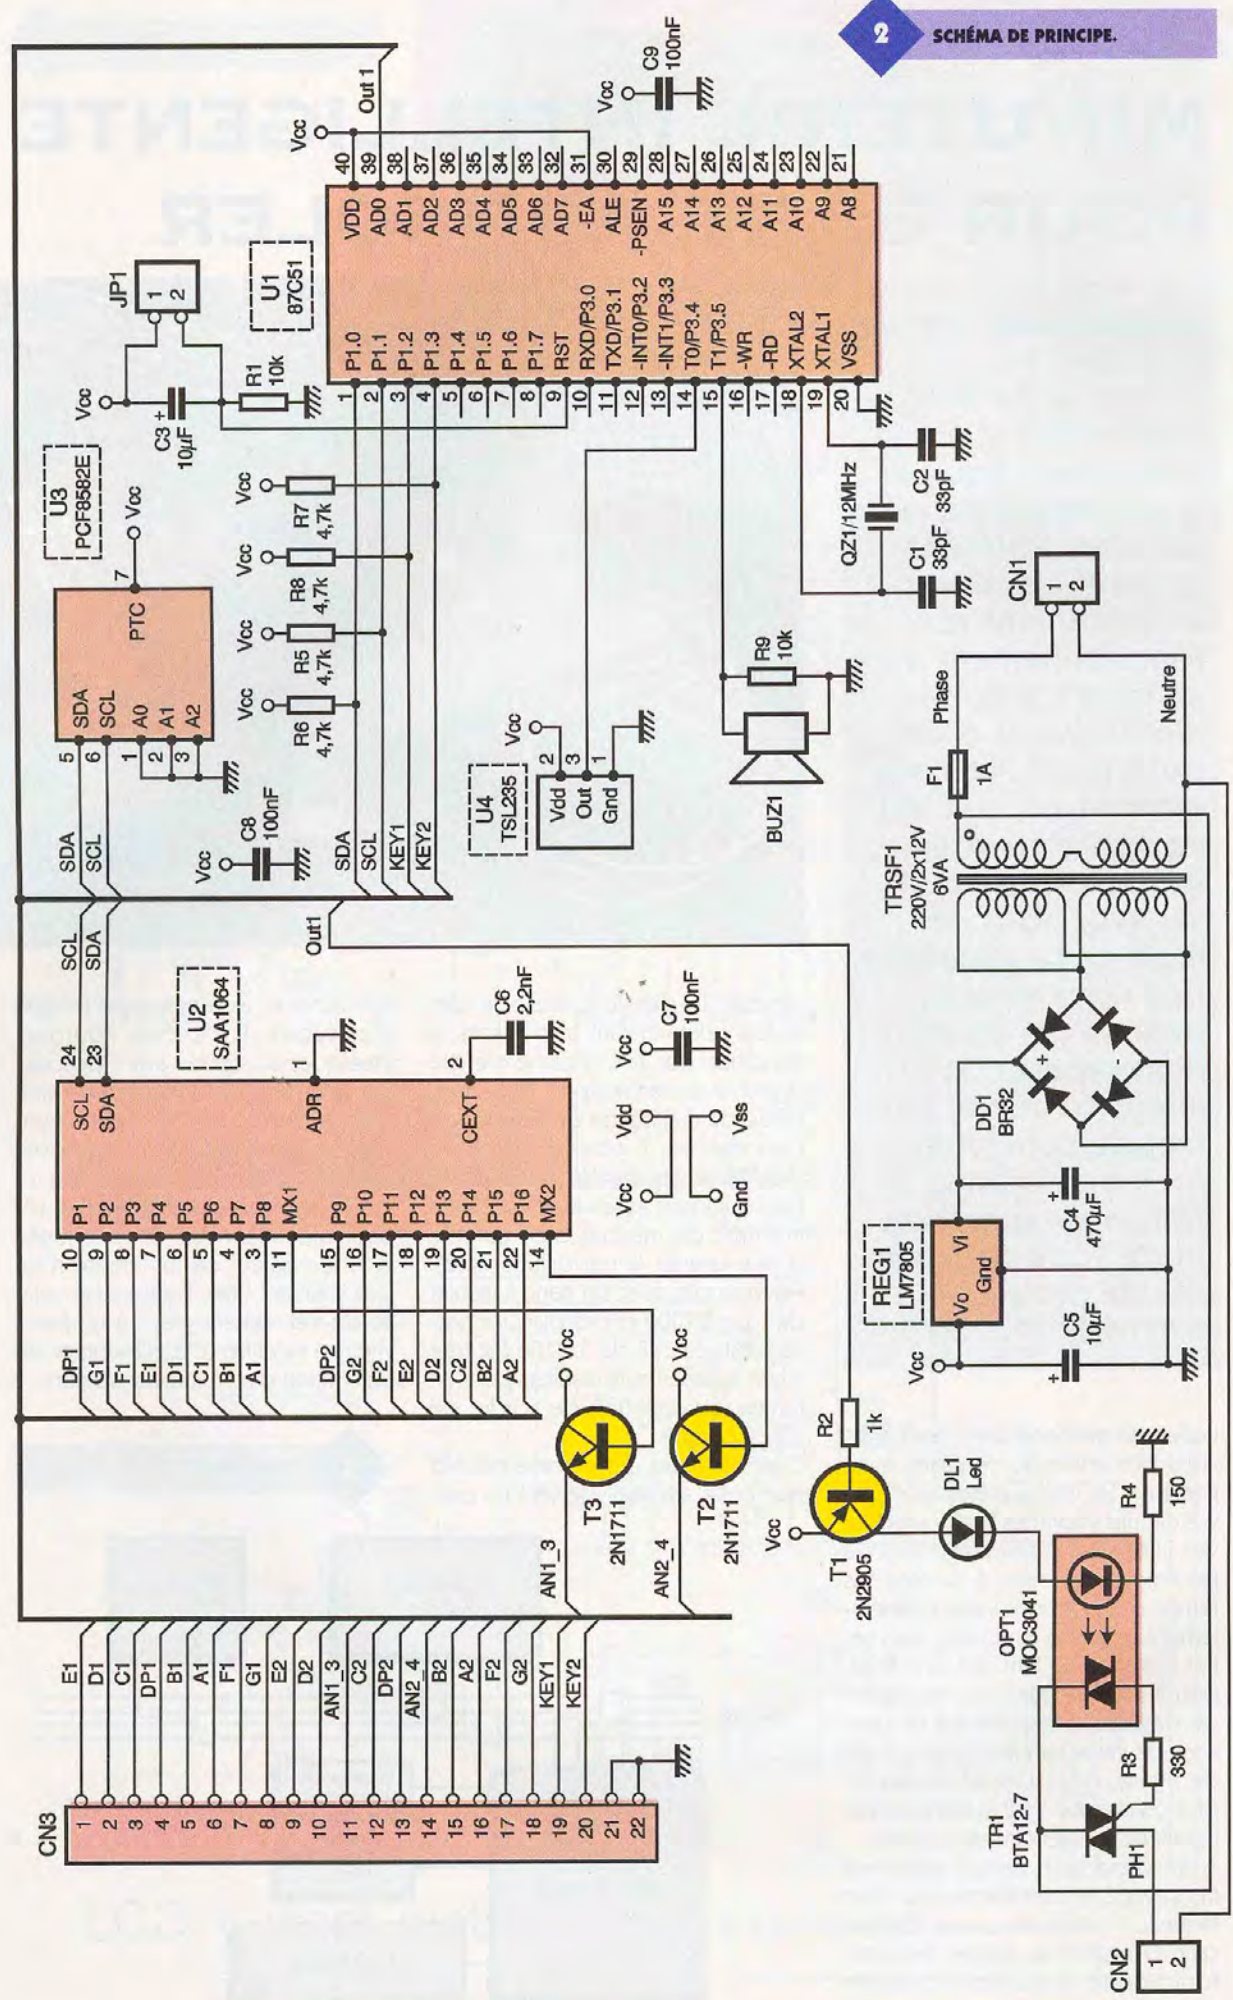 2 SCHÉMA DE PRINCIPE.
Out 1
Vcc
Vcc
C9
100nF
40 39 38 37 36 35 34 33 32 31 30 29 28 27 26 25 24 23 22 21
VDD AD0 AD1 AD2 AD3 AD4 AD5 AD6 AD7 -EA ALE -PSEN A15 A14 A13 A12 A11 A10 A9 A8
U1
87C51
P1.0 P1.1 P1.2 P1.3 P1.4 P1.5 P1.6 P1.7 RST RXD/P3.0 TXD/P3.1 -INT0/P3.2 -INT1/P3.3 T0/P3.4 T1/P3.5 -WR -RD XTAL2 XTAL1 VSS
1 2 3 4 5 6 7 8 9 10 11 12 13 14 15 16 17 18 19 20
JP1
1
2
Vcc
C3 +
10µF
R1
10k
U3
PCF8582E
7
Vcc
PTC
SDA SCL A0 A1 A2
5 6 1 2 3
Vcc
R7
4,7k
Vcc
R8
4,7k
Vcc
R5
4,7k
Vcc
R6
4,7k
QZ1/12MHz
C1
33pF
C2
33pF
U4
TSL235
Vcc
2 3 1
Vdd Out Gnd
R9
10k
BUZ1
CN1
1
2
Phase
Neutre
F1
1A
TRSF1
220V/2x12V
6VA
Vcc
C8
100nF
SDA
SCL
SDA
SCL
KEY1
KEY2
SCL
SDA
Out1
U2
SAA1064
24 23 1 2
SCL SDA ADR CEXT
C6
2,2nF
P1 P2 P3 P4 P5 P6 P7 P8 MX1 P9 P10 P11 P12 P13 P14 P15 P16 MX2
10 9 8 7 6 5 4 3 11 15 16 17 18 19 20 21 22 14
DP1 G1 F1 E1 D1 C1 B1 A1 DP2 G2 F2 E2 D2 C2 B2 A2
Vcc
C7
100nF
Vcc Vdd
Gnd Vss
DD1
BR32
+
-
C4
470µF
+
REG1
LM7805
Vi
Gnd
Vo
Vcc
C5
10µF
+
Vcc
T3
2N1711
AN1_3
Vcc
T2
2N1711
AN2_4
R2
1k
Vcc
T1
2N2905
DL1
Led
R4
150
OPT1
MOC3041
R3
330
TR1
BTA12-7
PH1
CN2
1
2
E1 D1 C1 DP1 B1 A1 F1 G1 E2 D2 AN1_3 C2 DP2 AN2_4 B2 A2 F2 G2 KEY1 KEY2
CN3
1 2 3 4 5 6 7 8 9 10 11 12 13 14 15 16 17 18 19 20 21 22